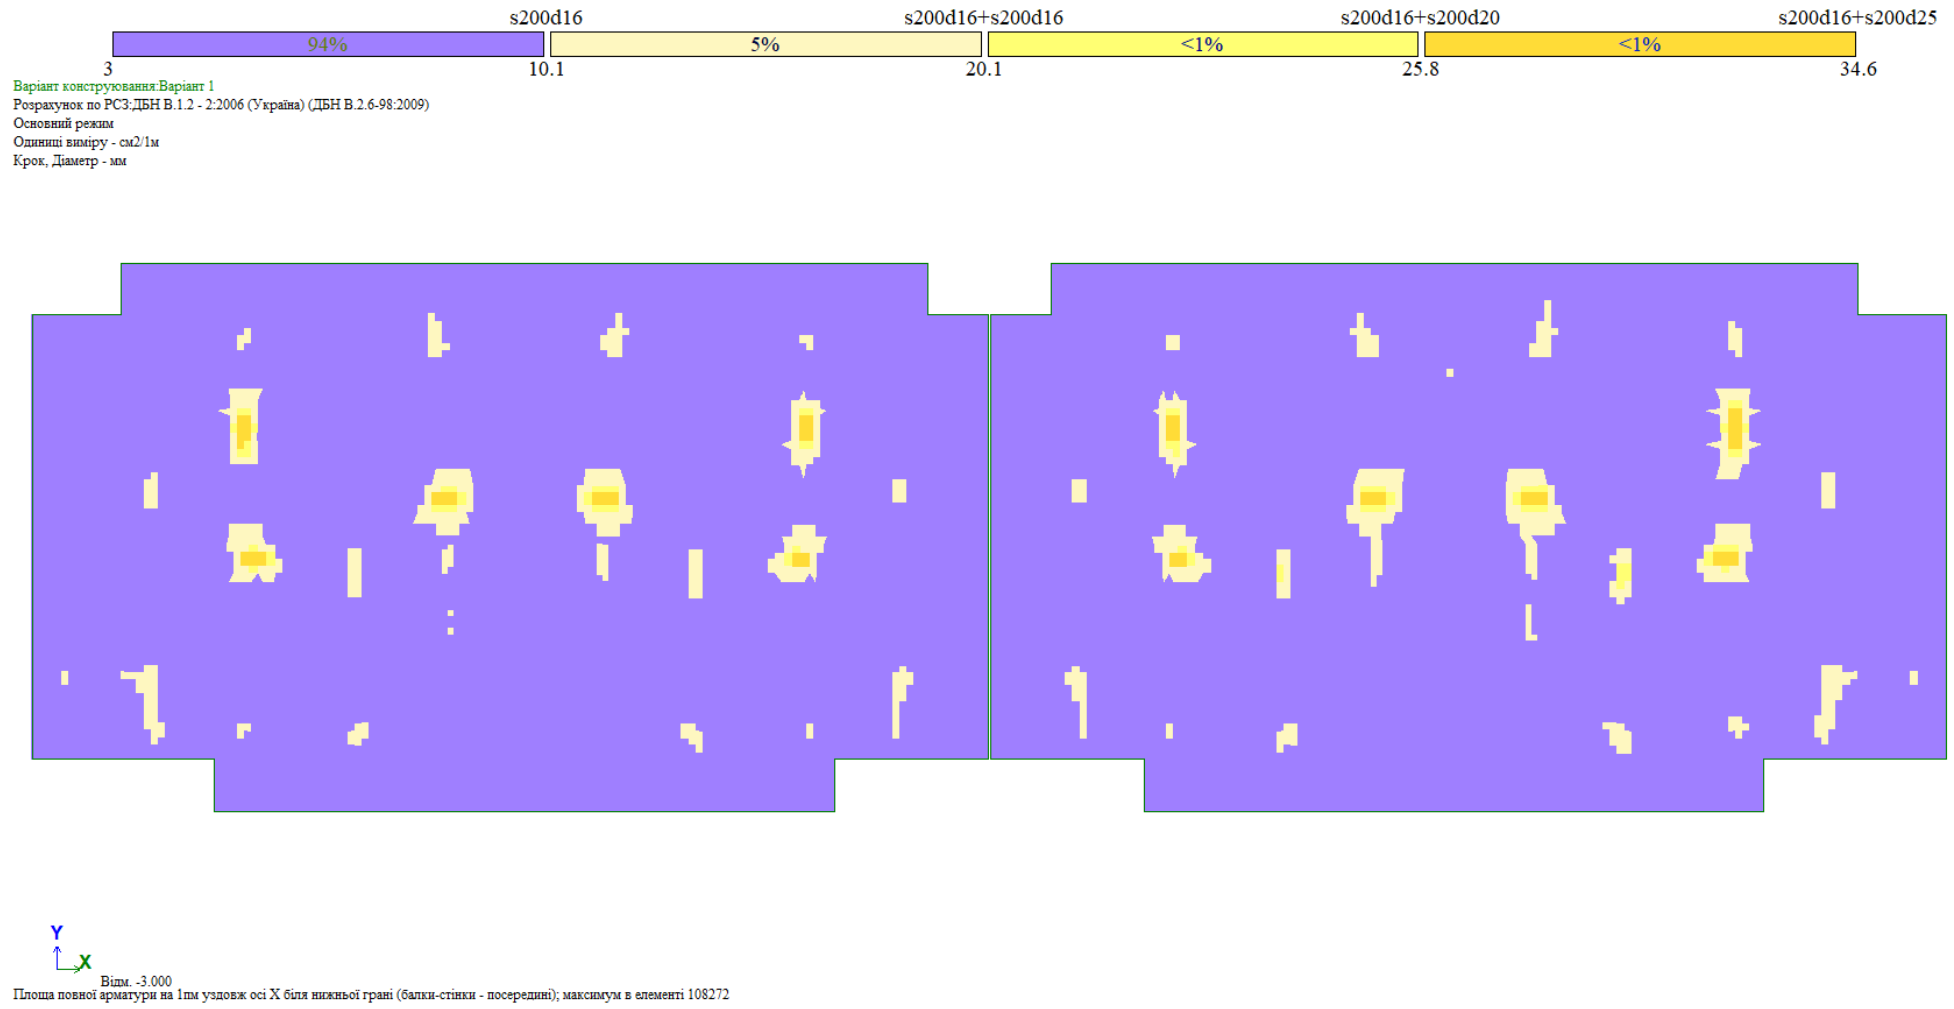 s200d16 s200d16+s200d16 s200d16+s200d20 s200d16+s200d25
94% 5% <1% <1%
3 10.1 20.1 25.8 34.6
Варіант конструювання:Варіант 1
Розрахунок по РСЗ:ДБН В.1.2 - 2:2006 (Україна) (ДБН В.2.6-98:2009)
Основний режим
Одиниці виміру - см2/1м
Крок, Діаметр - мм
Y
X
Відм. -3.000
Площа повної арматури на 1пм уздовж осі X біля нижньої грані (балки-стінки - посередині); максимум в елементі 108272